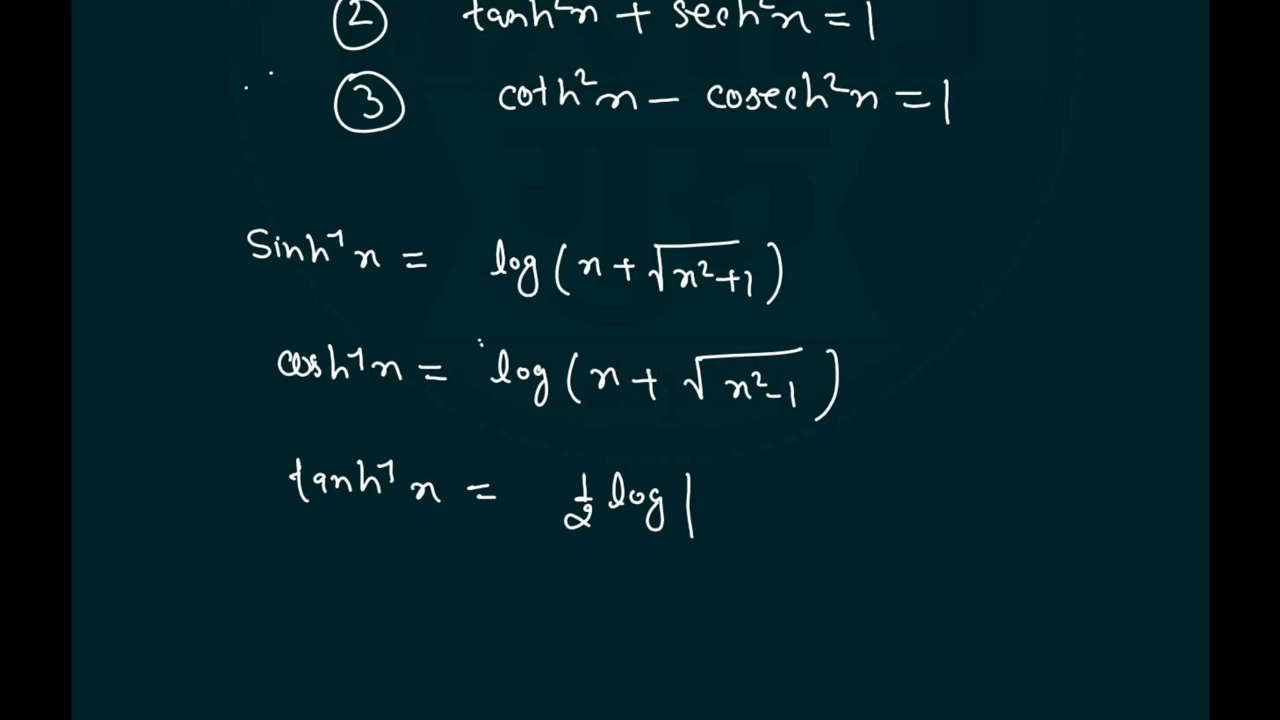 ② tanh²x + sech²x = 1
③ coth²x – cosech²x = 1
Sinh⁻¹x = log(x + √x²+1)
cosh⁻¹x = log(x + √x²-1)
tanh⁻¹x = ½ log |